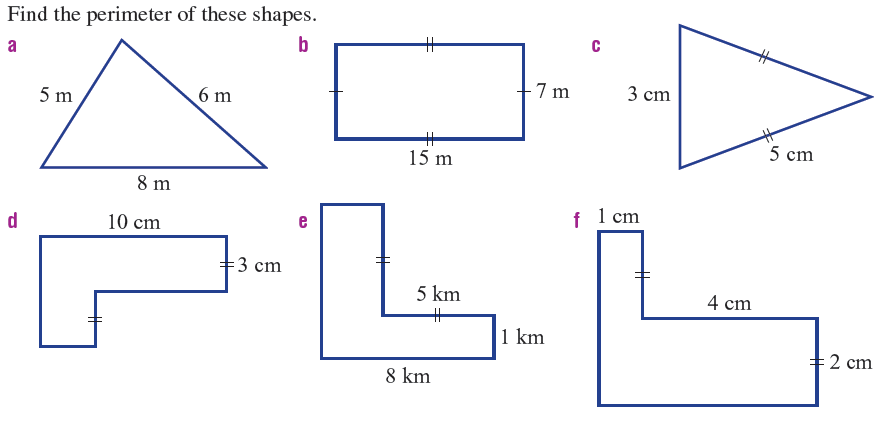 Find the perimeter of these shapes.
a
b
c
5 m
6 m
8 m
7 m
15 m
3 cm
5 cm
d
e
f
10 cm
3 cm
5 km
1 km
8 km
1 cm
4 cm
2 cm